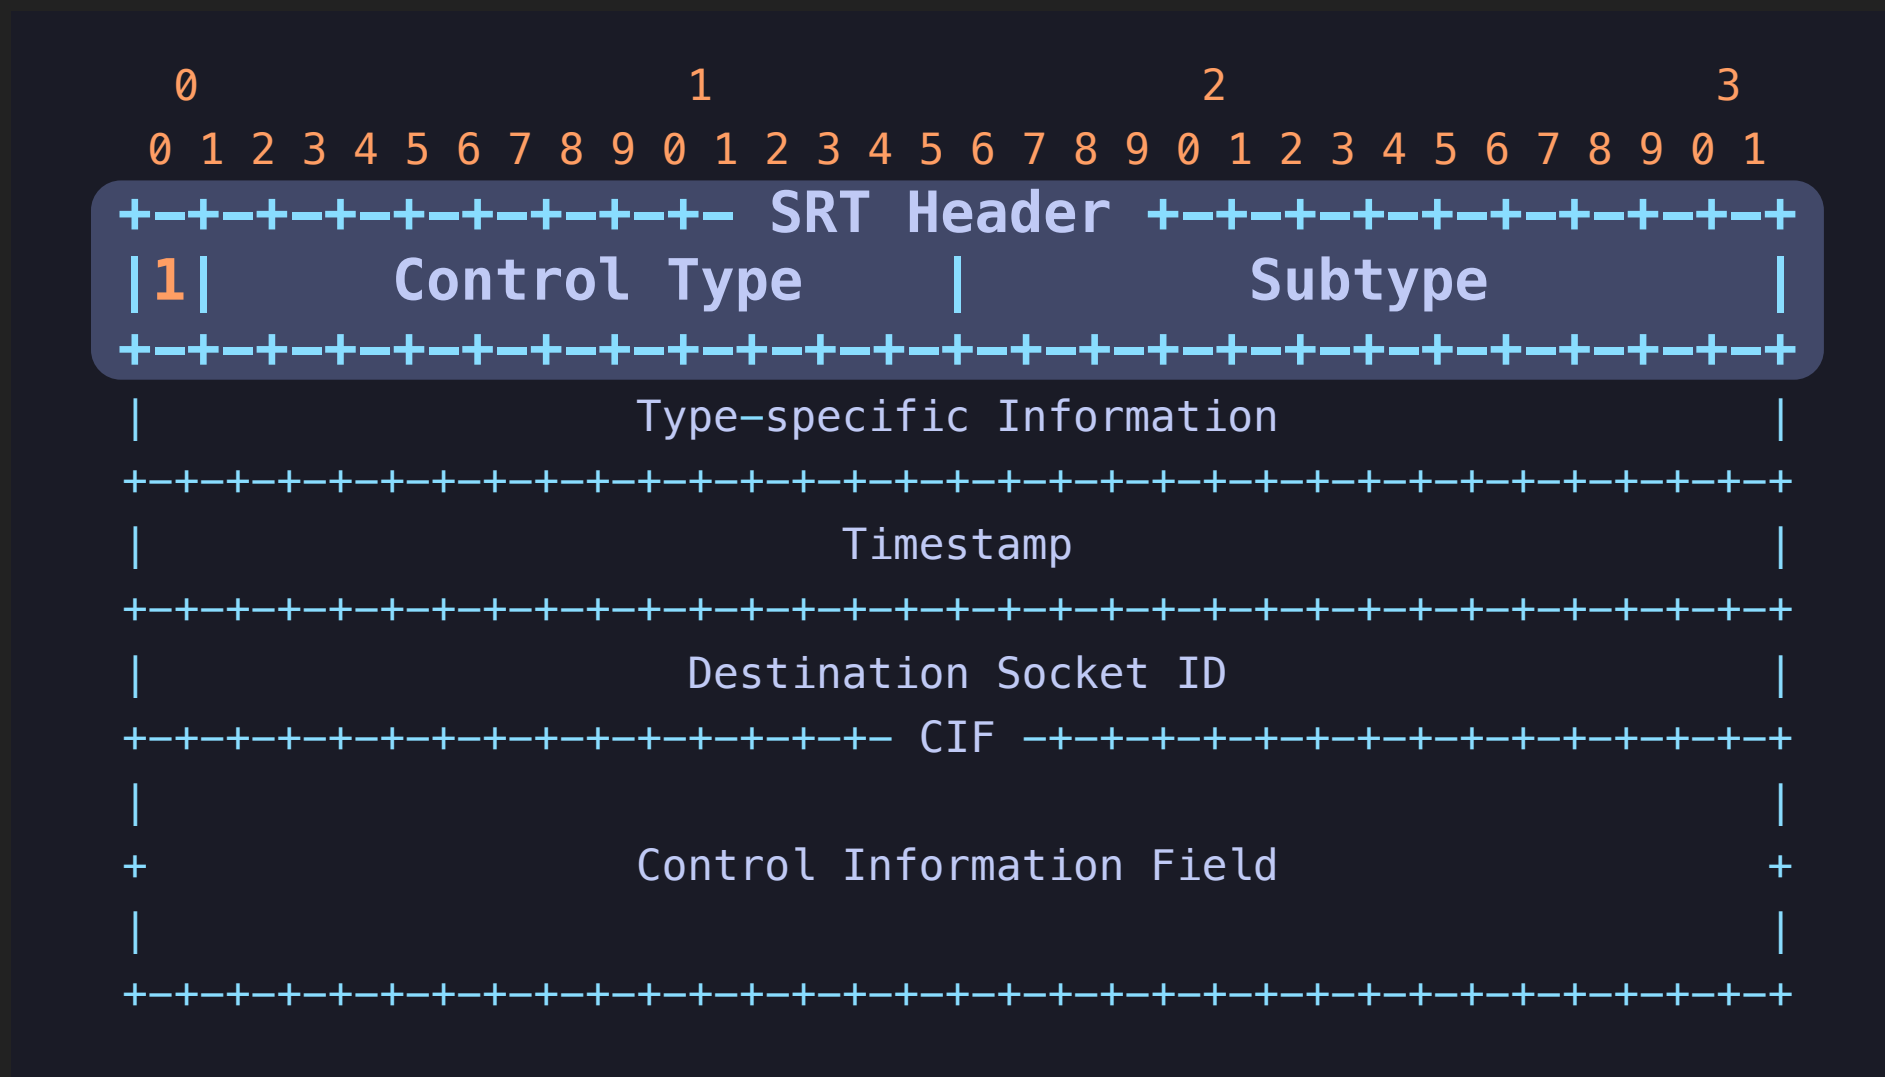 0 1 2 3
0 1 2 3 4 5 6 7 8 9 0 1 2 3 4 5 6 7 8 9 0 1 2 3 4 5 6 7 8 9 0 1
+-+-+-+-+-+-+-+-+- SRT Header +-+-+-+-+-+-+-+-+-+
|1| Control Type | Subtype |
+-+-+-+-+-+-+-+-+-+-+-+-+-+-+-+-+-+-+-+-+-+-+-+-+
| Type-specific Information |
+-+-+-+-+-+-+-+-+-+-+-+-+-+-+-+-+-+-+-+-+-+-+-+-+-+-+-+-+-+-+-+-+
| Timestamp |
+-+-+-+-+-+-+-+-+-+-+-+-+-+-+-+-+-+-+-+-+-+-+-+-+-+-+-+-+-+-+-+-+
| Destination Socket ID |
+-+-+-+-+-+-+-+-+-+-+-+-+-+-+- CIF -+-+-+-+-+-+-+-+-+-+-+-+-+-+-+
| |
+ Control Information Field +
| |
+-+-+-+-+-+-+-+-+-+-+-+-+-+-+-+-+-+-+-+-+-+-+-+-+-+-+-+-+-+-+-+-+